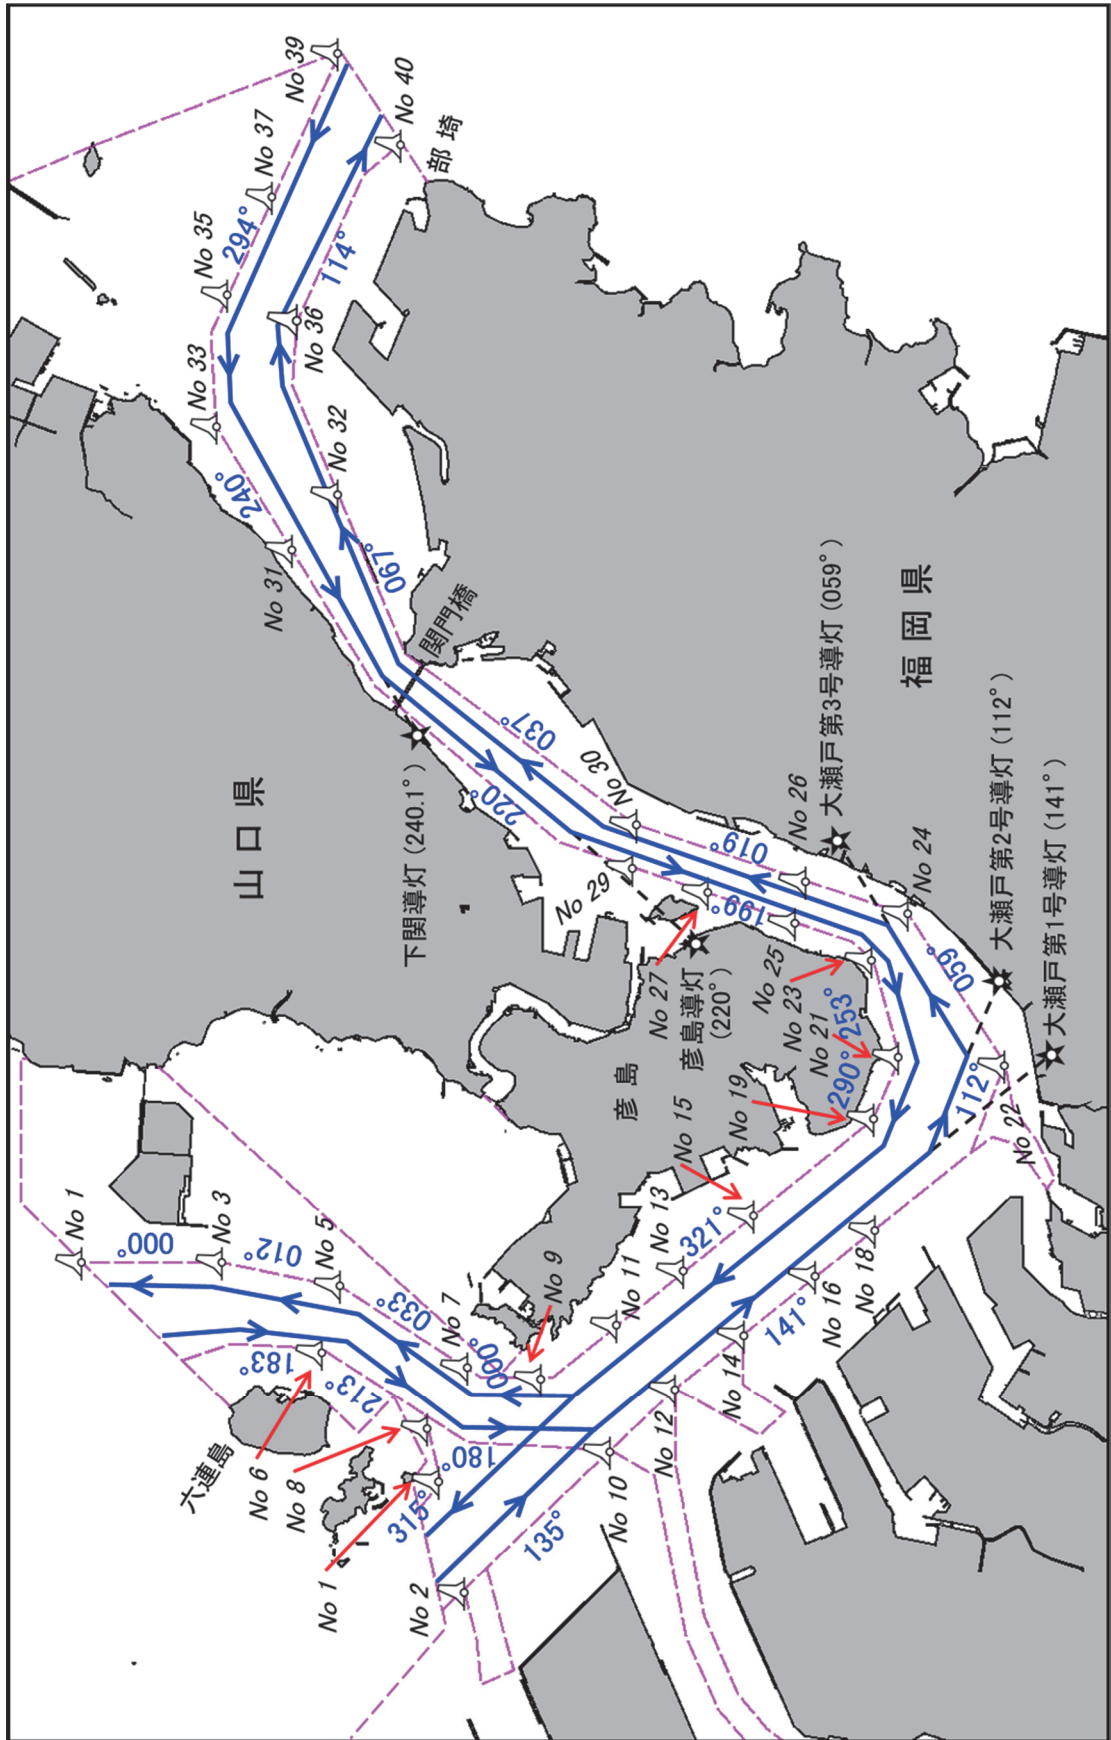 No 1
No 3
No 5
No 7
No 9
No 11
No 13
No 15
No 19
No 21
No 23
No 25
No 27
No 29
No 31
No 33
No 35
No 37
No 39
No 1
No 2
No 6
No 8
No 10
No 12
No 14
No 16
No 18
No 22
No 24
No 26
No 30
No 32
No 36
No 40
000°
012°
033°
000°
183°
213°
180°
315°
135°
321°
141°
290°
253°
112°
059°
199°
019°
220°
037°
240°
067°
294°
114°
六連島
彦島
山口県
福岡県
部埼
関門橋
下関導灯 (240.1°)
彦島導灯
(220°)
大瀬戸第3号導灯 (059°)
大瀬戸第2号導灯 (112°)
大瀬戸第1号導灯 (141°)